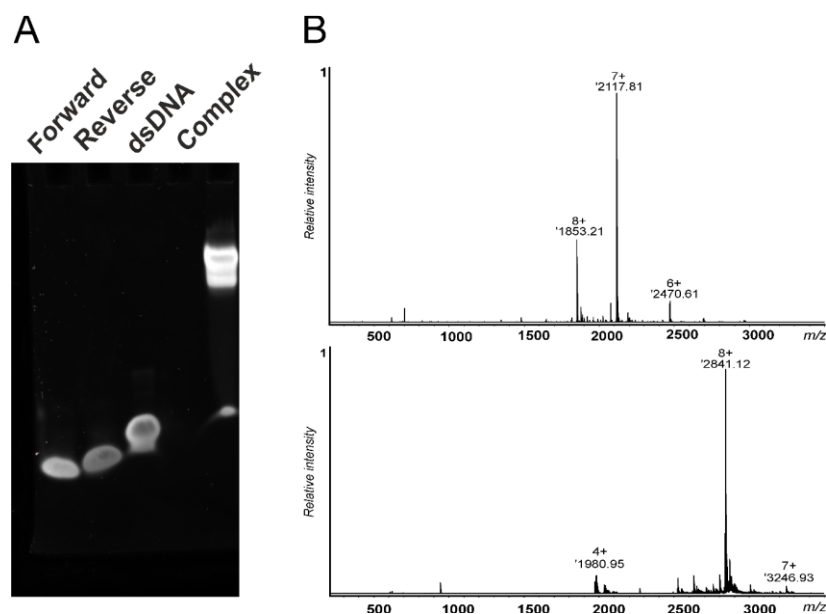 A
Forward
Reverse
dsDNA
Complex
B
1
Relative intensity
7+
'2117.81
8+
'1853.21
6+
'2470.61
500 1000 1500 2000 2500 3000 m/z
1
Relative intensity
8+
'2841.12
4+
'1980.95
7+
'3246.93
500 1000 1500 2000 2500 3000 m/z